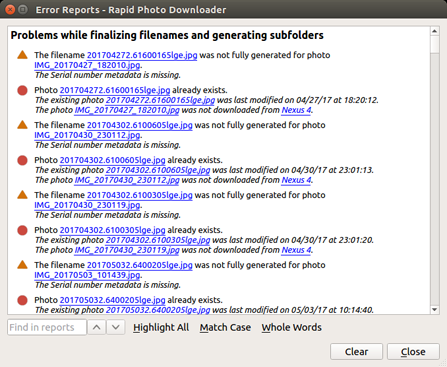 Error Reports - Rapid Photo Downloader
Problems while finalizing filenames and generating subfolders
The filename 201704272.61600165lge.jpg was not fully generated for photo
IMG_20170427_182010.jpg.
The Serial number metadata is missing.
Photo 201704272.61600165lge.jpg already exists.
The existing photo 201704272.61600165lge.jpg was last modified on 04/27/17 at 18:20:12.
The photo IMG_20170427_182010.jpg was not downloaded from Nexus 4.
The filename 201704302.6100605lge.jpg was not fully generated for photo
IMG_20170430_230112.jpg.
The Serial number metadata is missing.
Photo 201704302.6100605lge.jpg already exists.
The existing photo 201704302.6100605lge.jpg was last modified on 04/30/17 at 23:01:13.
The photo IMG_20170430_230112.jpg was not downloaded from Nexus 4.
The filename 201704302.6100305lge.jpg was not fully generated for photo
IMG_20170430_230119.jpg.
The Serial number metadata is missing.
Photo 201704302.6100305lge.jpg already exists.
The existing photo 201704302.6100305lge.jpg was last modified on 04/30/17 at 23:01:20.
The photo IMG_20170430_230119.jpg was not downloaded from Nexus 4.
The filename 201705032.6400205lge.jpg was not fully generated for photo
IMG_20170503_101439.jpg.
The Serial number metadata is missing.
Photo 201705032.6400205lge.jpg already exists.
The existing photo 201705032.6400205lge.jpg was last modified on 05/03/17 at 10:14:40.
Find in reports Highlight All Match Case Whole Words
Clear Close